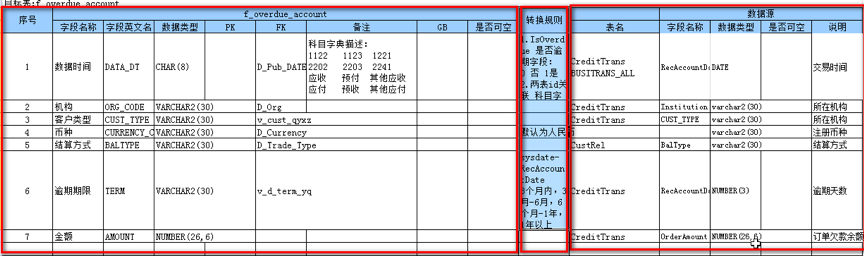 目标表:f_overdue_account
序号 f_overdue_account 转换规则 数据源
字段名称 字段英文名 数据类型 PK FK 备注 GB 是否可空 表名 字段名称 数据类型 是否可空 说明
1 数据时间 DATA_DT CHAR(8) D_Pub_DATE
科目字典描述:
1122 1123 1221
2202 2203 2241
应收 预付 其他应收
应付 预收 其他应付
1.IsOverd
ue 是否逾
期字段:
0 否 1是
2.两表id关
联 科目字
CreditTrans
BUSITRANS_ALL
RecAccountD DATE 交易时间
2 机构 ORG_CODE VARCHAR2(30) D_Org CreditTrans Institution varchar2(30) 所在机构
3 客户类型 CUST_TYPE VARCHAR2(30) v_cust_qyxz CreditTrans CUST_TYPE varchar2(30) 所在机构
4 币种 CURRENCY_C VARCHAR2(30) D_Currency 默认为人民币 varchar2(30) 注册币种
5 结算方式 BALTYPE VARCHAR2(30) D_Trade_Type CustRel BalType varchar2(30) 结算方式
6 逾期期限 TERM VARCHAR2(30) v_d_term_yq
sysdate-
RecAccoun
tDate
3个月内, 3
月-6月, 6
个月-1年,
1年以上
CreditTrans RecAccountD NUMBER(3) 逾期天数
7 金额 AMOUNT NUMBER(26,6) CreditTrans OrderAmount NUMBER(26,6) 订单欠款余额